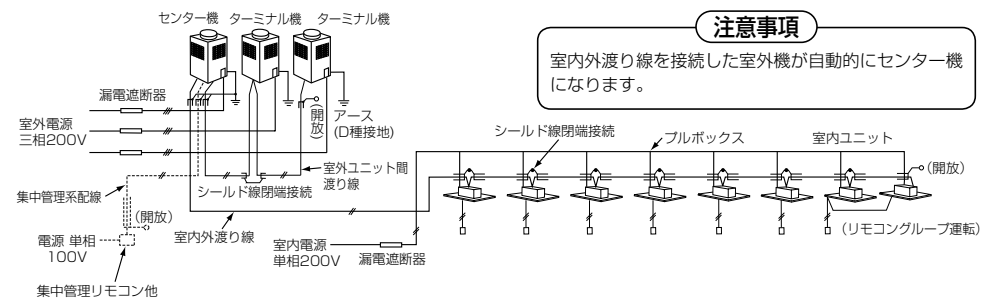 センター機 ターミナル機 ターミナル機
注意事項
室内外渡り線を接続した室外機が自動的にセンター機
になります。
漏電遮断器
室外電源
三相200V
(開放)
アース
(D種接地)
シールド線閉端接続
プルボックス
室内ユニット
(開放)
室外ユニット間
渡り線
シールド線閉端接続
集中管理系配線
(開放)
室内外渡り線
電源 単相
100V
室内電源
単相200V
漏電遮断器
(リモコングループ運転)
集中管理リモコン他